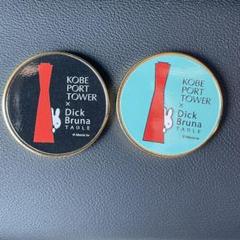 KOBE
PORT
TOWER
×
Dick
Bruna
TABLE
KOBE
PORT
TOWER
×
Dick
Bruna
TABLE